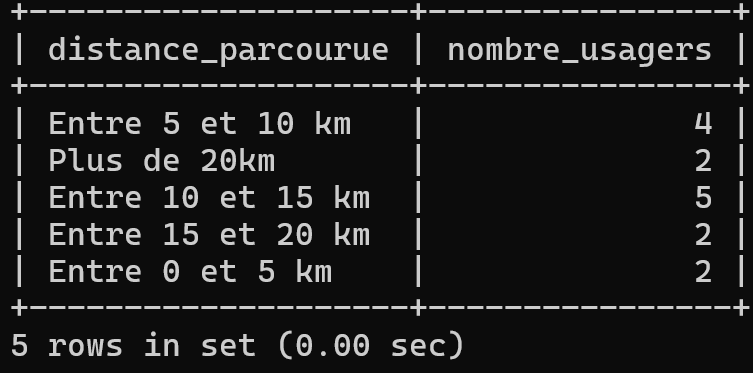 +--------------------+----------------+
| distance_parcourue | nombre_usagers |
+--------------------+----------------+
| Entre 5 et 10 km   |              4 |
| Plus de 20km       |              2 |
| Entre 10 et 15 km  |              5 |
| Entre 15 et 20 km  |              2 |
| Entre 0 et 5 km    |              2 |
+--------------------+----------------+
5 rows in set (0.00 sec)